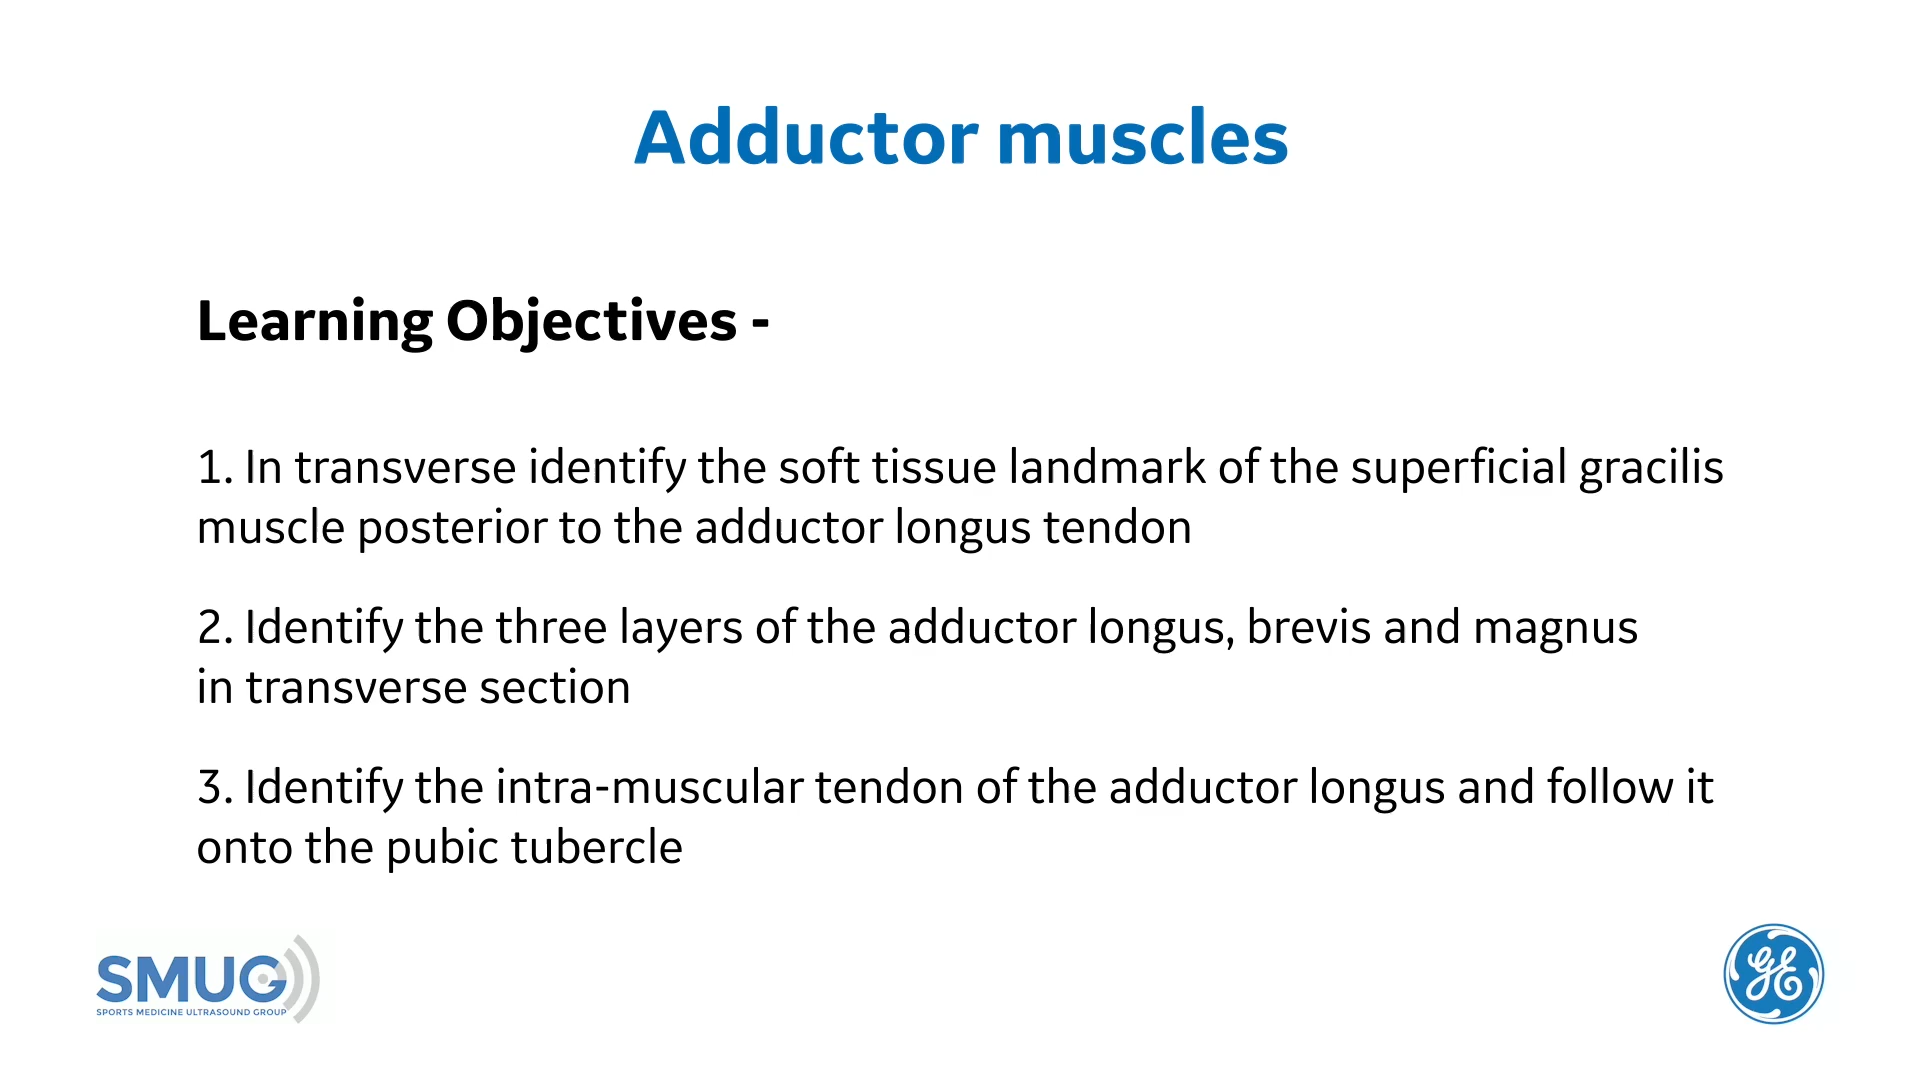 Adductor muscles
Learning Objectives -
1. In transverse identify the soft tissue landmark of the superficial gracilis
muscle posterior to the adductor longus tendon
2. Identify the three layers of the adductor longus, brevis and magnus
in transverse section
3. Identify the intra-muscular tendon of the adductor longus and follow it
onto the pubic tubercle
SMUG
SPORTS MEDICINE ULTRASOUND GROUP
GE